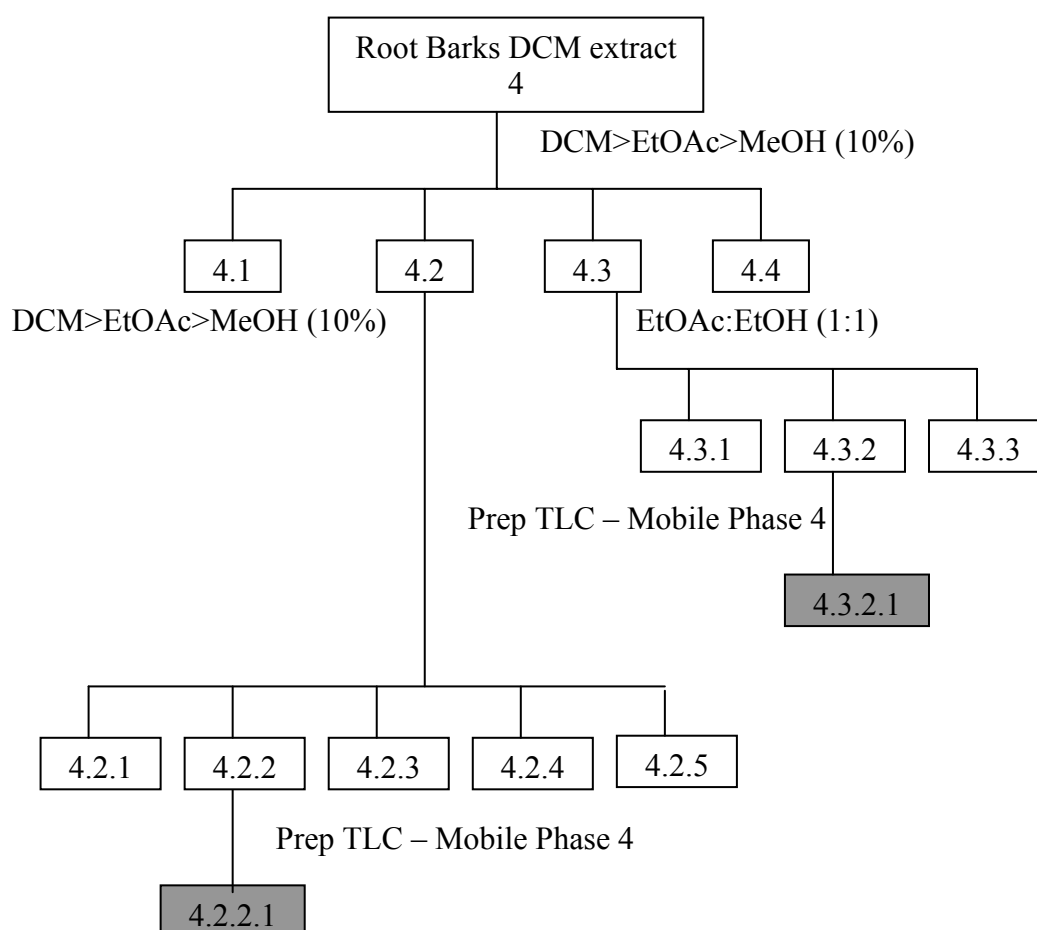 Root Barks DCM extract
4
DCM>EtOAc>MeOH (10%)
4.1
4.2
4.3
4.4
DCM>EtOAc>MeOH (10%)
EtOAc:EtOH (1:1)
4.3.1
4.3.2
4.3.3
Prep TLC – Mobile Phase 4
4.3.2.1
4.2.1
4.2.2
4.2.3
4.2.4
4.2.5
Prep TLC – Mobile Phase 4
4.2.2.1